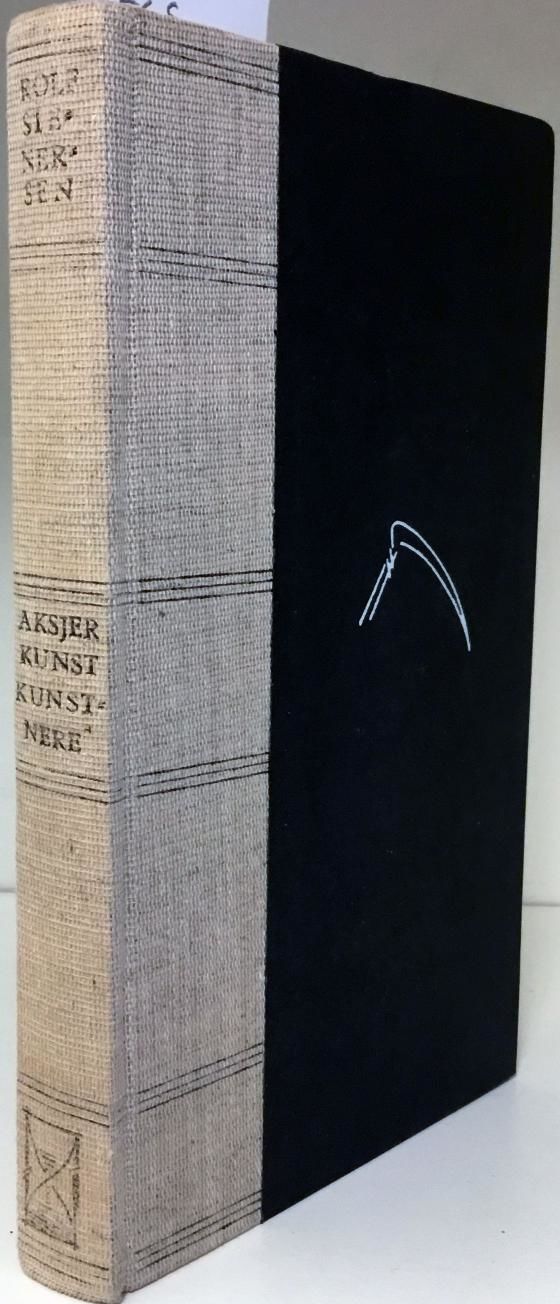 ROLF
STE-
NER-
SEN
AKSJER
KUNST
KUNST-
NERE